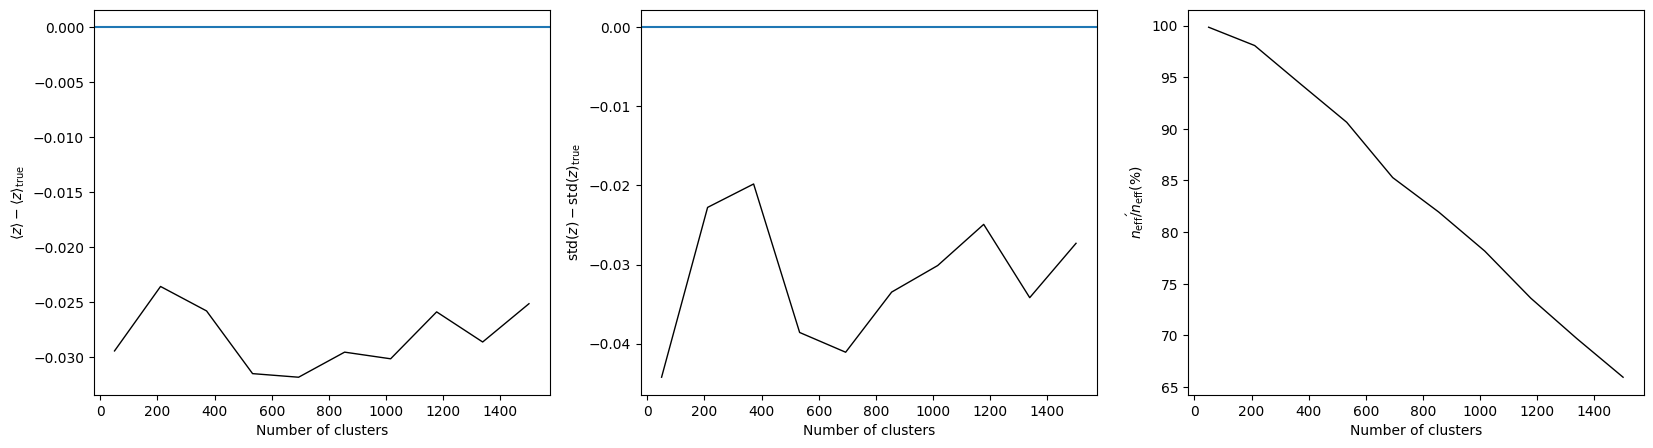 0.000
−0.005
−0.010
−0.015
−0.020
−0.025
−0.030
⟨z⟩ − ⟨z⟩true
0 200 400 600 800 1000 1200 1400
Number of clusters
0.00
−0.01
−0.02
−0.03
−0.04
std(z) − std(z)true
0 200 400 600 800 1000 1200 1400
Number of clusters
100
95
90
85
80
75
70
65
n′eff/neff(%)
0 200 400 600 800 1000 1200 1400
Number of clusters